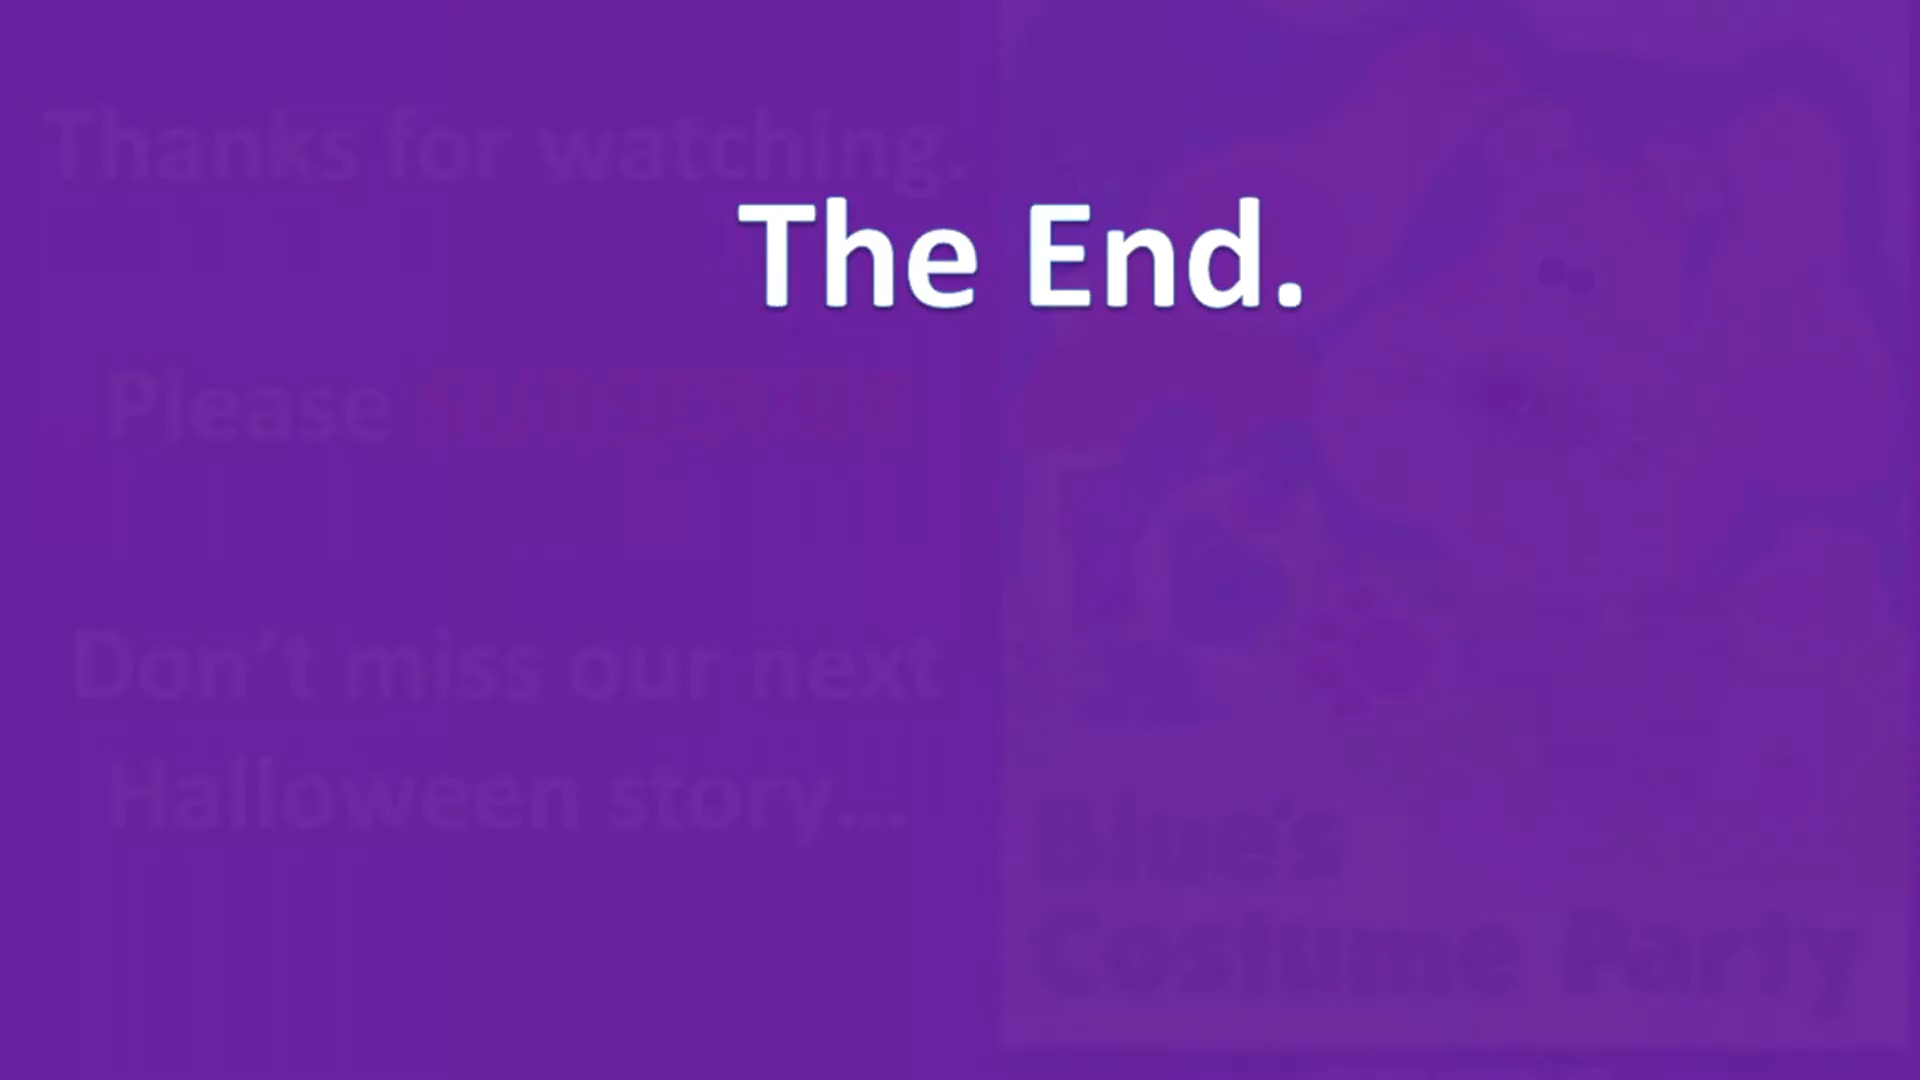 Thanks for watching.
The End.
Please
Don't miss our next
Halloween story...
Blue's
Costume Party